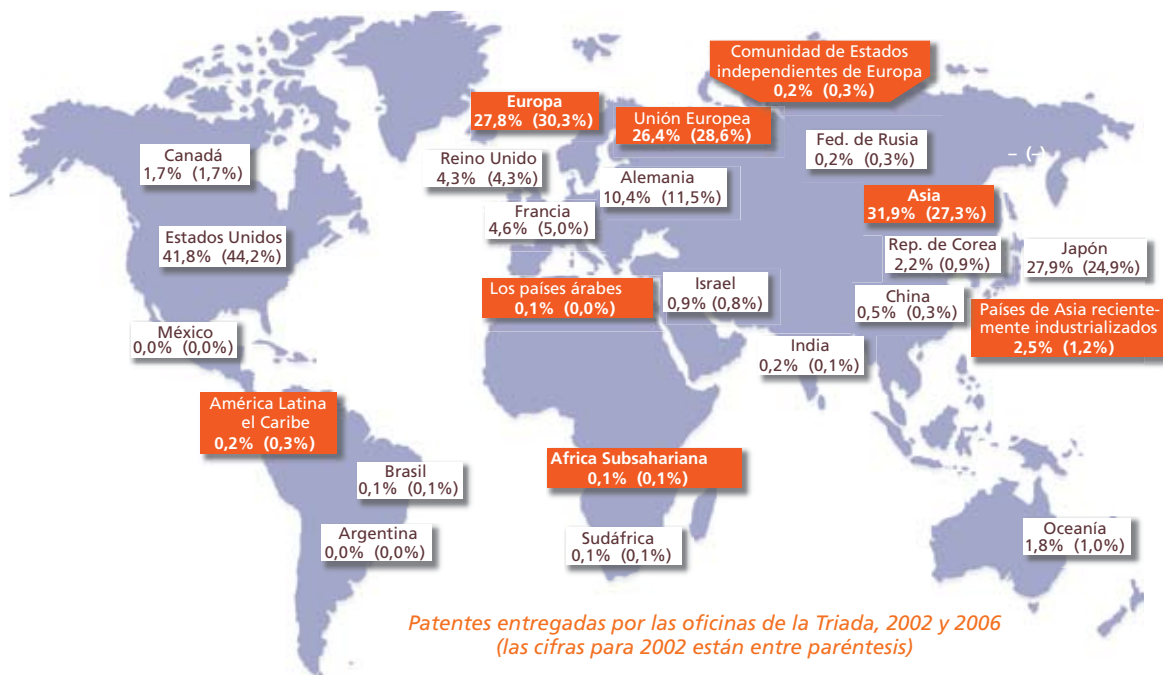 Comunidad de Estados
independientes de Europa
0,2% (0,3%)
Europa
27,8% (30,3%)
Unión Europea
26,4% (28,6%)
Fed. de Rusia
0,2% (0,3%)
– (–)
Canadá
1,7% (1,7%)
Reino Unido
4,3% (4,3%)
Alemania
10,4% (11,5%)
Asia
31,9% (27,3%)
Francia
4,6% (5,0%)
Estados Unidos
41,8% (44,2%)
Rep. de Corea
2,2% (0,9%)
Japón
27,9% (24,9%)
Los países árabes
0,1% (0,0%)
Israel
0,9% (0,8%)
China
0,5% (0,3%)
Países de Asia reciente-
mente industrializados
2,5% (1,2%)
México
0,0% (0,0%)
India
0,2% (0,1%)
América Latina
el Caribe
0,2% (0,3%)
Africa Subsahariana
0,1% (0,1%)
Brasil
0,1% (0,1%)
Argentina
0,0% (0,0%)
Sudáfrica
0,1% (0,1%)
Oceanía
1,8% (1,0%)
Patentes entregadas por las oficinas de la Triada, 2002 y 2006
(las cifras para 2002 están entre paréntesis)